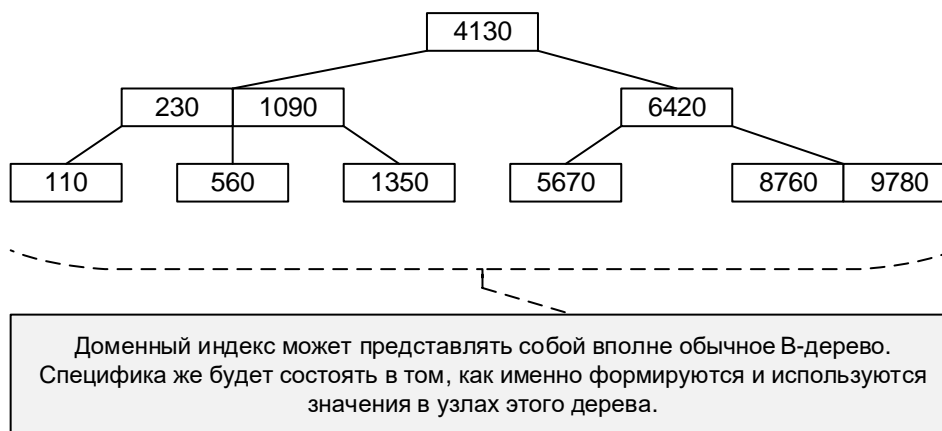 4130
230 1090 6420
110 560 1350 5670 8760 9780
Доменный индекс может представлять собой вполне обычное B-дерево.
Специфика же будет состоять в том, как именно формируются и используются
значения в узлах этого дерева.